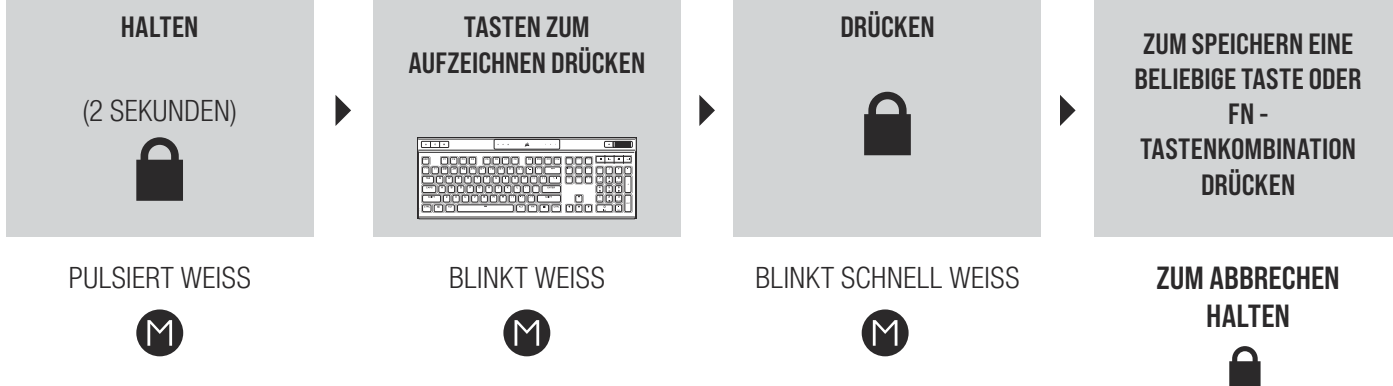 HALTEN
(2 SEKUNDEN)
PULSIERT WEISS
M
TASTEN ZUM
AUFZEICHNEN DRÜCKEN
BLINKT WEISS
M
DRÜCKEN
BLINKT SCHNELL WEISS
M
ZUM SPEICHERN EINE
BELIEBIGE TASTE ODER
FN -
TASTENKOMBINATION
DRÜCKEN
ZUM ABBRECHEN
HALTEN